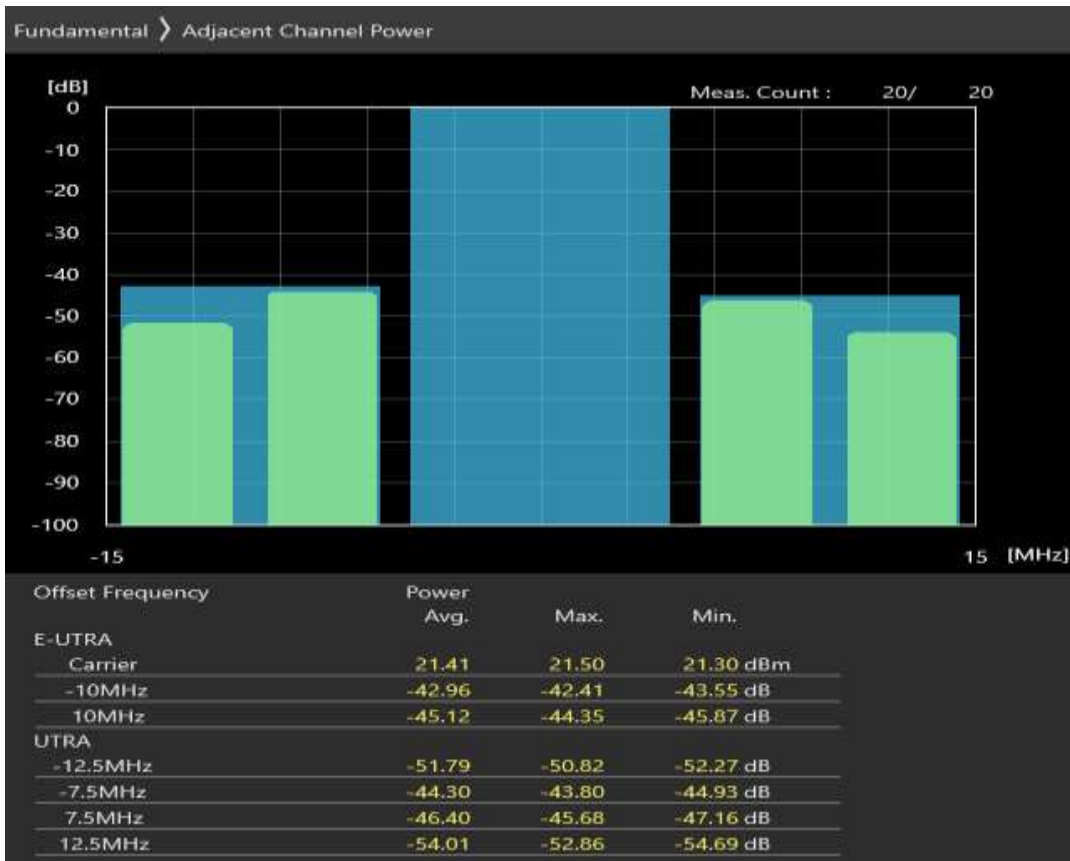 Fundamental 〉 Adjacent Channel Power
[dB]
Meas. Count : 20/ 20
0
-10
-20
-30
-40
-50
-60
-70
-80
-90
-100
-15 15 [MHz]
Offset Frequency Power
Avg. Max. Min.
E-UTRA
Carrier 21.41 21.50 21.30 dBm
-10MHz -42.96 -42.41 -43.55 dB
10MHz -45.12 -44.35 -45.87 dB
UTRA
-12.5MHz -51.79 -50.82 -52.27 dB
-7.5MHz -44.30 -43.80 -44.93 dB
7.5MHz -46.40 -45.68 -47.16 dB
12.5MHz -54.01 -52.86 -54.69 dB